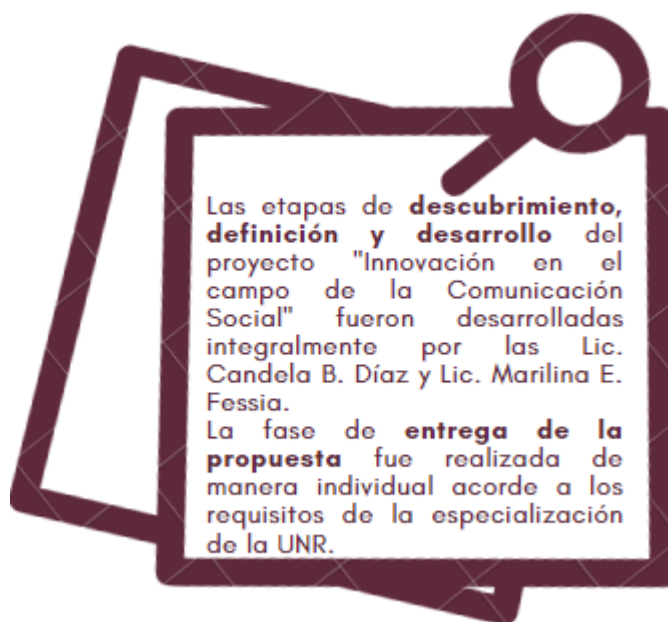 Las etapas de descubrimiento,
definición y desarrollo del
proyecto "Innovación en el
campo de la Comunicación
Social" fueron desarrolladas
integralmente por las Lic.
Candela B. Díaz y Lic. Marilina E.
Fessia.
La fase de entrega de la
propuesta fue realizada de
manera individual acorde a los
requisitos de la especialización
de la UNR.